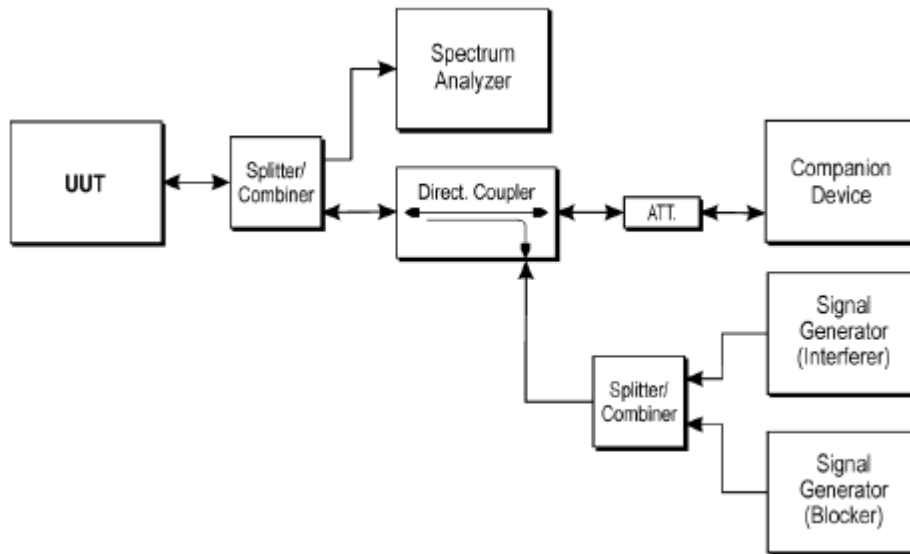 Spectrum
Analyzer
UUT
Splitter/
Combiner
Direct. Coupler
ATT.
Companion
Device
Signal
Generator
(Interferer)
Splitter/
Combiner
Signal
Generator
(Blocker)